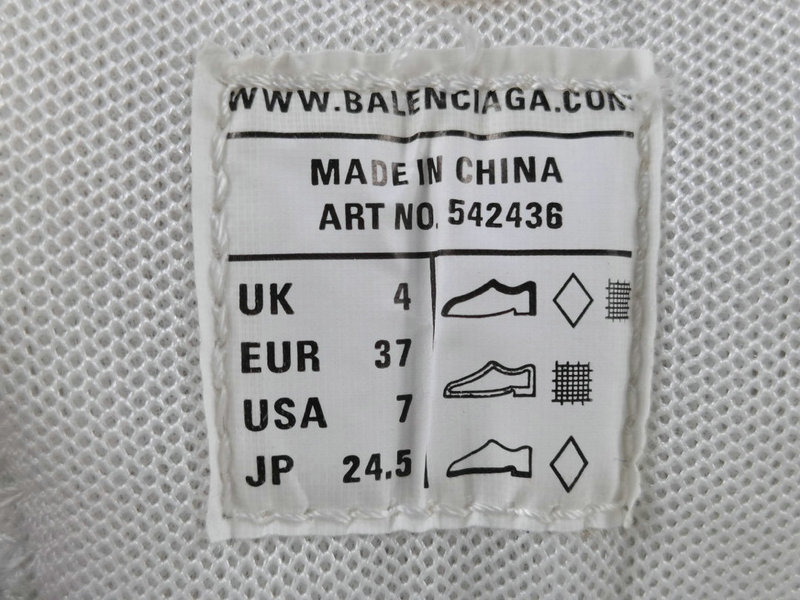 WWW.BALENCIAGA.COM
MADE IN CHINA
ART NO. 542436
UK 4
EUR 37
USA 7
JP 24.5